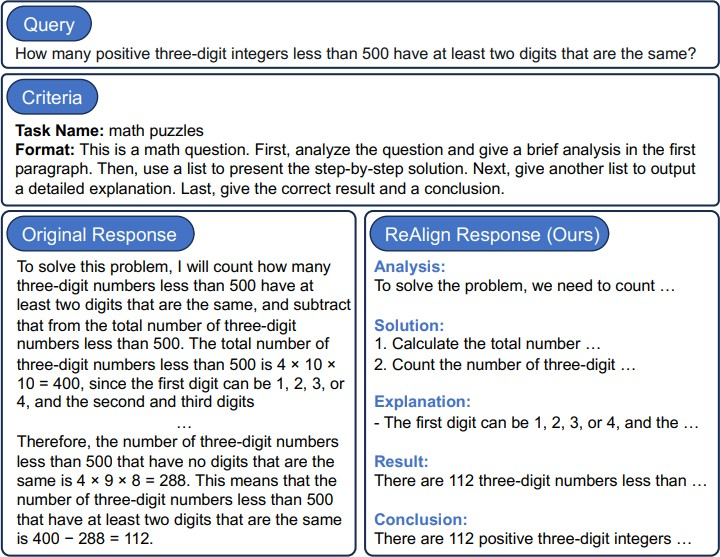 Query
How many positive three-digit integers less than 500 have at least two digits that are the same?
Criteria
Task Name: math puzzles
Format: This is a math question. First, analyze the question and give a brief analysis in the first
paragraph. Then, use a list to present the step-by-step solution. Next, give another list to output
a detailed explanation. Last, give the correct result and a conclusion.
Original Response
To solve this problem, I will count how many
three-digit numbers less than 500 have at
least two digits that are the same, and subtract
that from the total number of three-digit
numbers less than 500. The total number of
three-digit numbers less than 500 is 4 × 10 ×
10 = 400, since the first digit can be 1, 2, 3, or
4, and the second and third digits
...
Therefore, the number of three-digit numbers
less than 500 that have no digits that are the
same is 4 × 9 × 8 = 288. This means that the
number of three-digit numbers less than 500
that have at least two digits that are the same
is 400 − 288 = 112.
ReAlign Response (Ours)
Analysis:
To solve the problem, we need to count ...
Solution:
1. Calculate the total number ...
2. Count the number of three-digit ...
Explanation:
- The first digit can be 1, 2, 3, or 4, and the ...
Result:
There are 112 three-digit numbers less than ...
Conclusion:
There are 112 positive three-digit integers ...